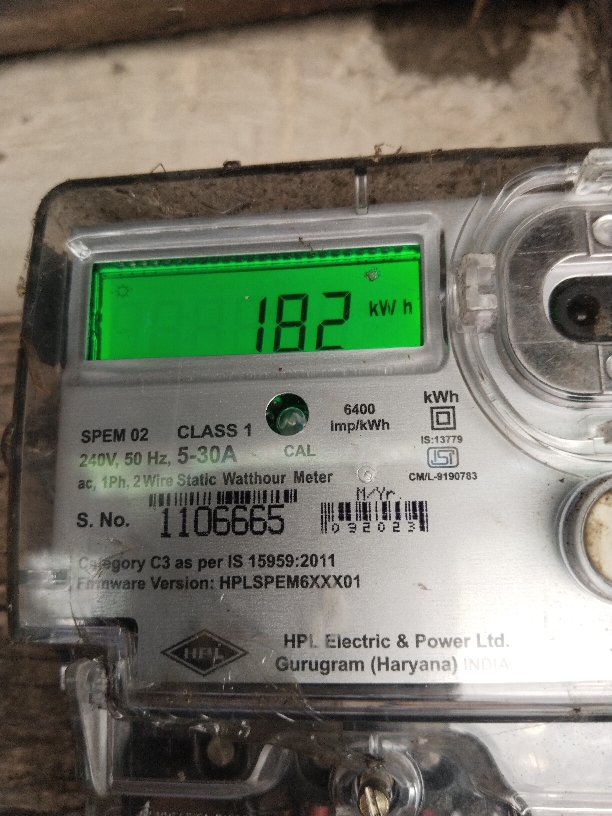 182 kWh
SPEM 02 CLASS 1
240V, 50 Hz, 5-30A
ac, 1Ph, 2Wire Static Watthour Meter
CAL
6400
imp/kWh
kWh
IS:13779
ISI
CM/L-9190783
M/Yr.
S. No. 1106665
092023
Category C3 as per IS 15959:2011
Firmware Version: HPLSPEM6XXX01
HPL
HPL Electric & Power Ltd.
Gurugram (Haryana) INDIA